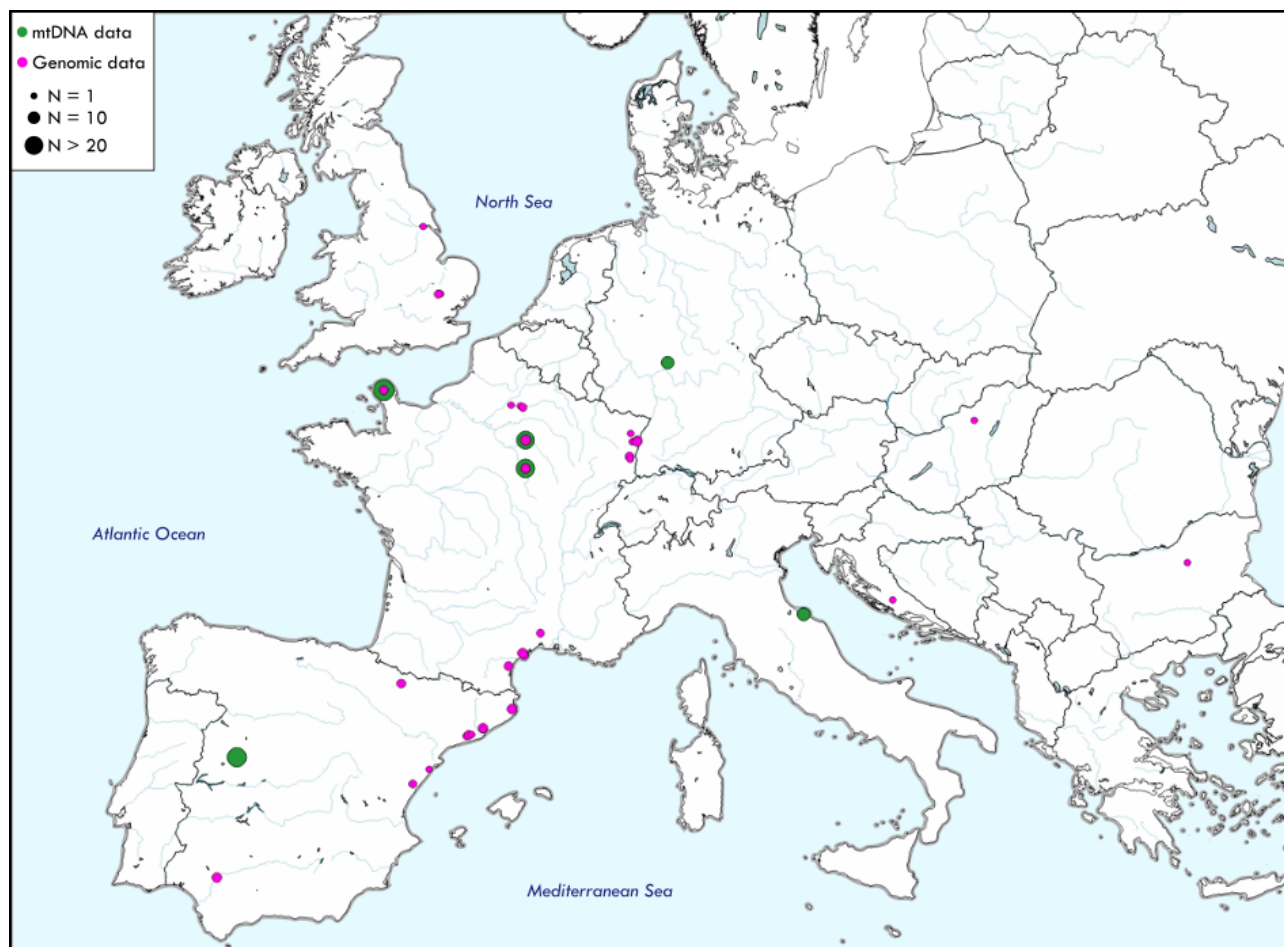 mtDNA data
Genomic data
N = 1
N = 10
N > 20
North Sea
Atlantic Ocean
Mediterranean Sea